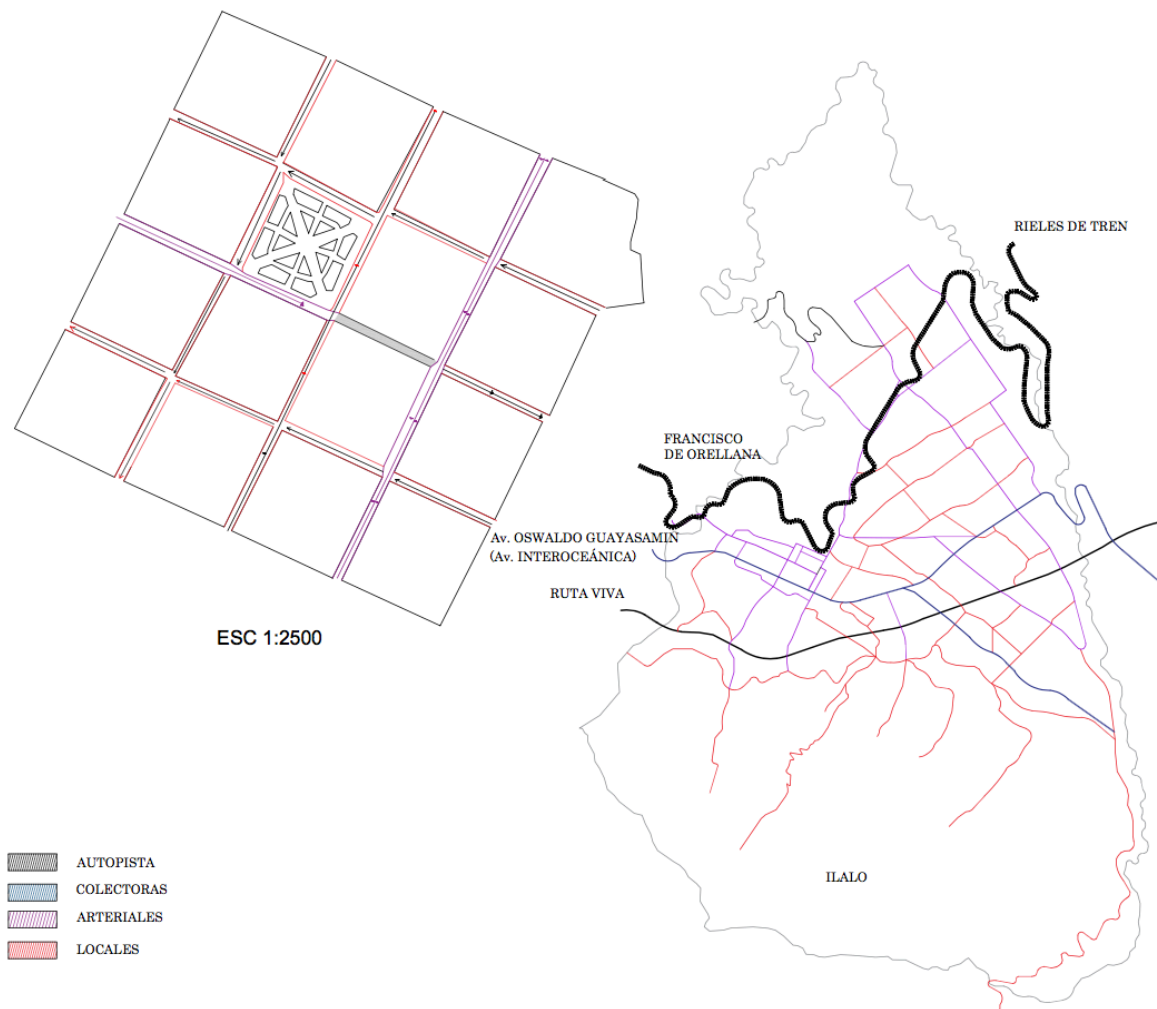 RIELES DE TREN
FRANCISCO
DE ORELLANA
Av. OSWALDO GUAYASAMIN
(Av. INTEROCEÁNICA)
RUTA VIVA
ESC 1:2500
ILALO
AUTOPISTA
COLECTORAS
ARTERIALES
LOCALES